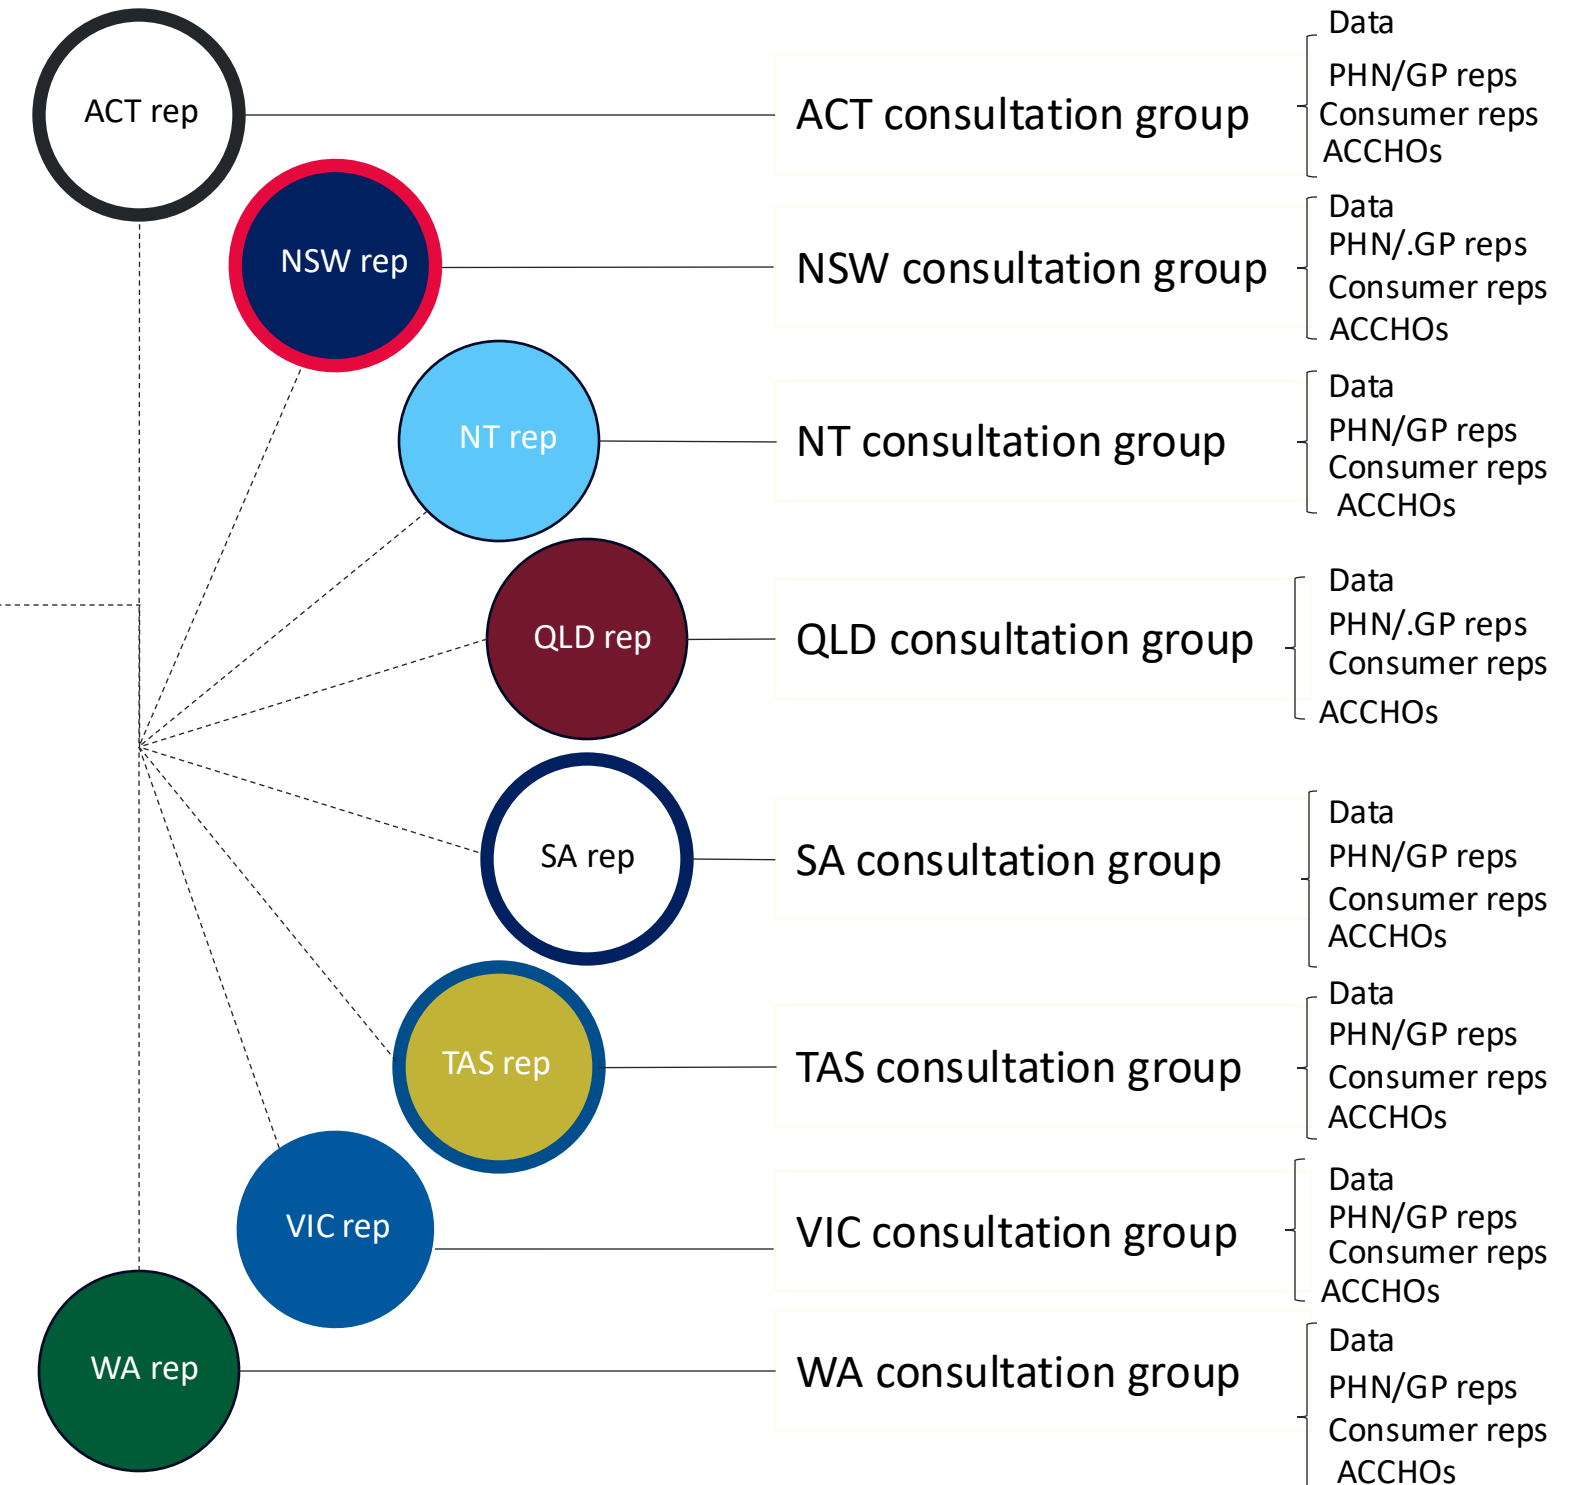 ACT rep
ACT consultation group
Data
PHN/GP reps
Consumer reps
ACCHOs
NSW rep
NSW consultation group
Data
PHN/.GP reps
Consumer reps
ACCHOs
NT rep
NT consultation group
Data
PHN/GP reps
Consumer reps
ACCHOs
QLD rep
QLD consultation group
Data
PHN/.GP reps
Consumer reps
ACCHOs
SA rep
SA consultation group
Data
PHN/GP reps
Consumer reps
ACCHOs
TAS rep
TAS consultation group
Data
PHN/GP reps
Consumer reps
ACCHOs
VIC rep
VIC consultation group
Data
PHN/GP reps
Consumer reps
ACCHOs
WA rep
WA consultation group
Data
PHN/GP reps
Consumer reps
ACCHOs